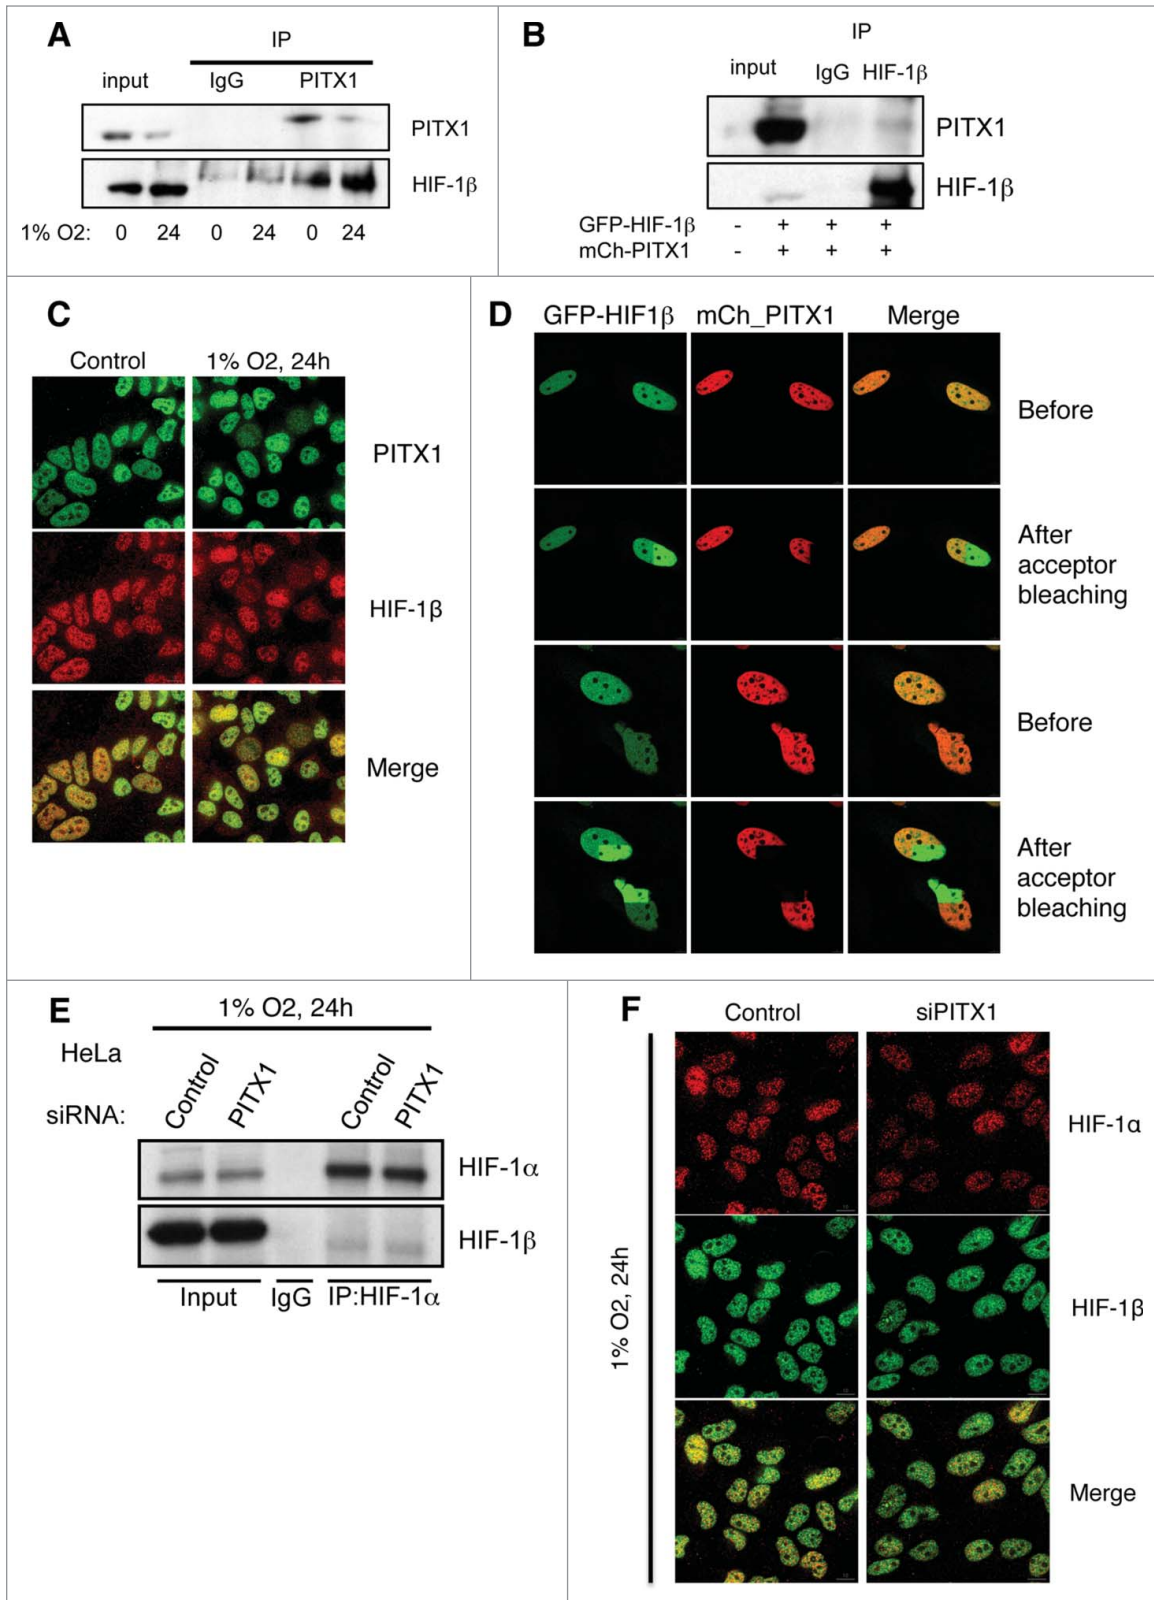 A
IP
input IgG PITX1
PITX1
HIF-1β
1% O2: 0 24 0 24 0 24
B
IP
input IgG HIF-1β
PITX1
HIF-1β
GFP-HIF-1β - + + +
mCh-PITX1 - + + +
C
Control 1% O2, 24h
PITX1
HIF-1β
Merge
D
GFP-HIF1β mCh_PITX1 Merge
Before
After
acceptor
bleaching
Before
After
acceptor
bleaching
E
1% O2, 24h
HeLa
siRNA: Control PITX1 Control PITX1
HIF-1α
HIF-1β
Input IgG IP:HIF-1α
F
Control siPITX1
1% O2, 24h
HIF-1α
HIF-1β
Merge